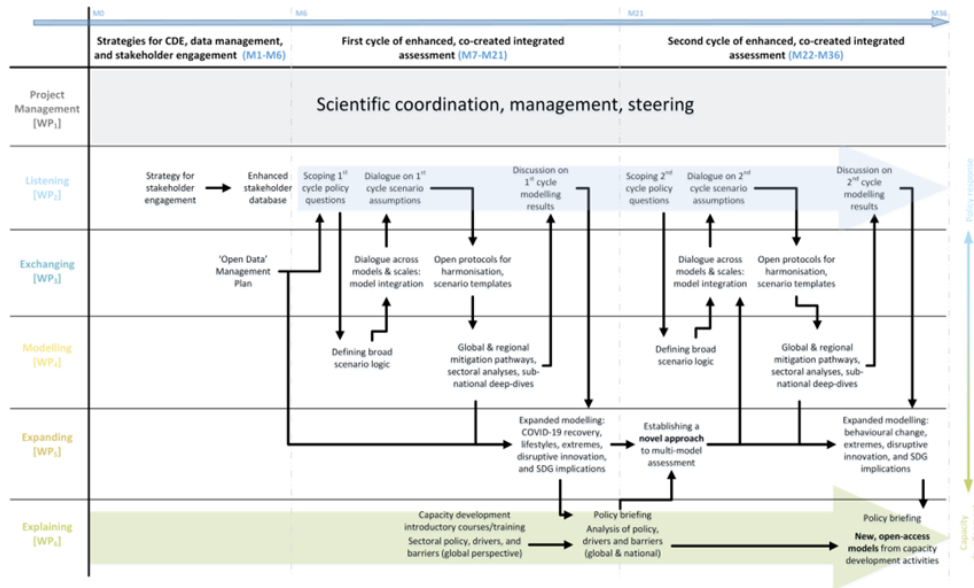 M0
M6
M21
M36
Strategies for CDE, data management,
and stakeholder engagement (M1-M6)
First cycle of enhanced, co-created integrated
assessment (M7-M21)
Second cycle of enhanced, co-created integrated
assessment (M22-M36)
Project
Management
[WP1]
Scientific coordination, management, steering
Listening
[WP2]
Strategy for
stakeholder
engagement
Enhanced
stakeholder
database
Scoping 1st
cycle policy
questions
Dialogue on 1st
cycle scenario
assumptions
Discussion on
1st cycle
modelling
results
Scoping 2nd
cycle policy
questions
Dialogue on 2nd
cycle scenario
assumptions
Discussion on
2nd cycle
modelling
results
Policy response
Exchanging
[WP3]
'Open Data'
Management
Plan
Dialogue across
models & scales:
model integration
Open protocols for
harmonisation,
scenario templates
Dialogue across
models & scales:
model integration
Open protocols for
harmonisation,
scenario templates
Modelling
[WP4]
Defining broad
scenario logic
Global & regional
mitigation pathways,
sectoral analyses, sub-
national deep-dives
Defining broad
scenario logic
Global & regional
mitigation pathways,
sectoral analyses, sub-
national deep-dives
Expanding
[WP5]
Expanded modelling:
COVID-19 recovery,
lifestyles, extremes,
disruptive innovation,
and SDG implications
Establishing a
novel approach
to multi-model
assessment
Expanded modelling:
behavioural change,
extremes, disruptive
innovation, and SDG
implications
Explaining
[WP6]
Capacity development
introductory courses/training
Sectoral policy, drivers, and
barriers (global perspective)
Policy briefing
Analysis of policy,
drivers and barriers
(global & national)
Policy briefing
New, open-access
models from capacity
development activities
Capacity